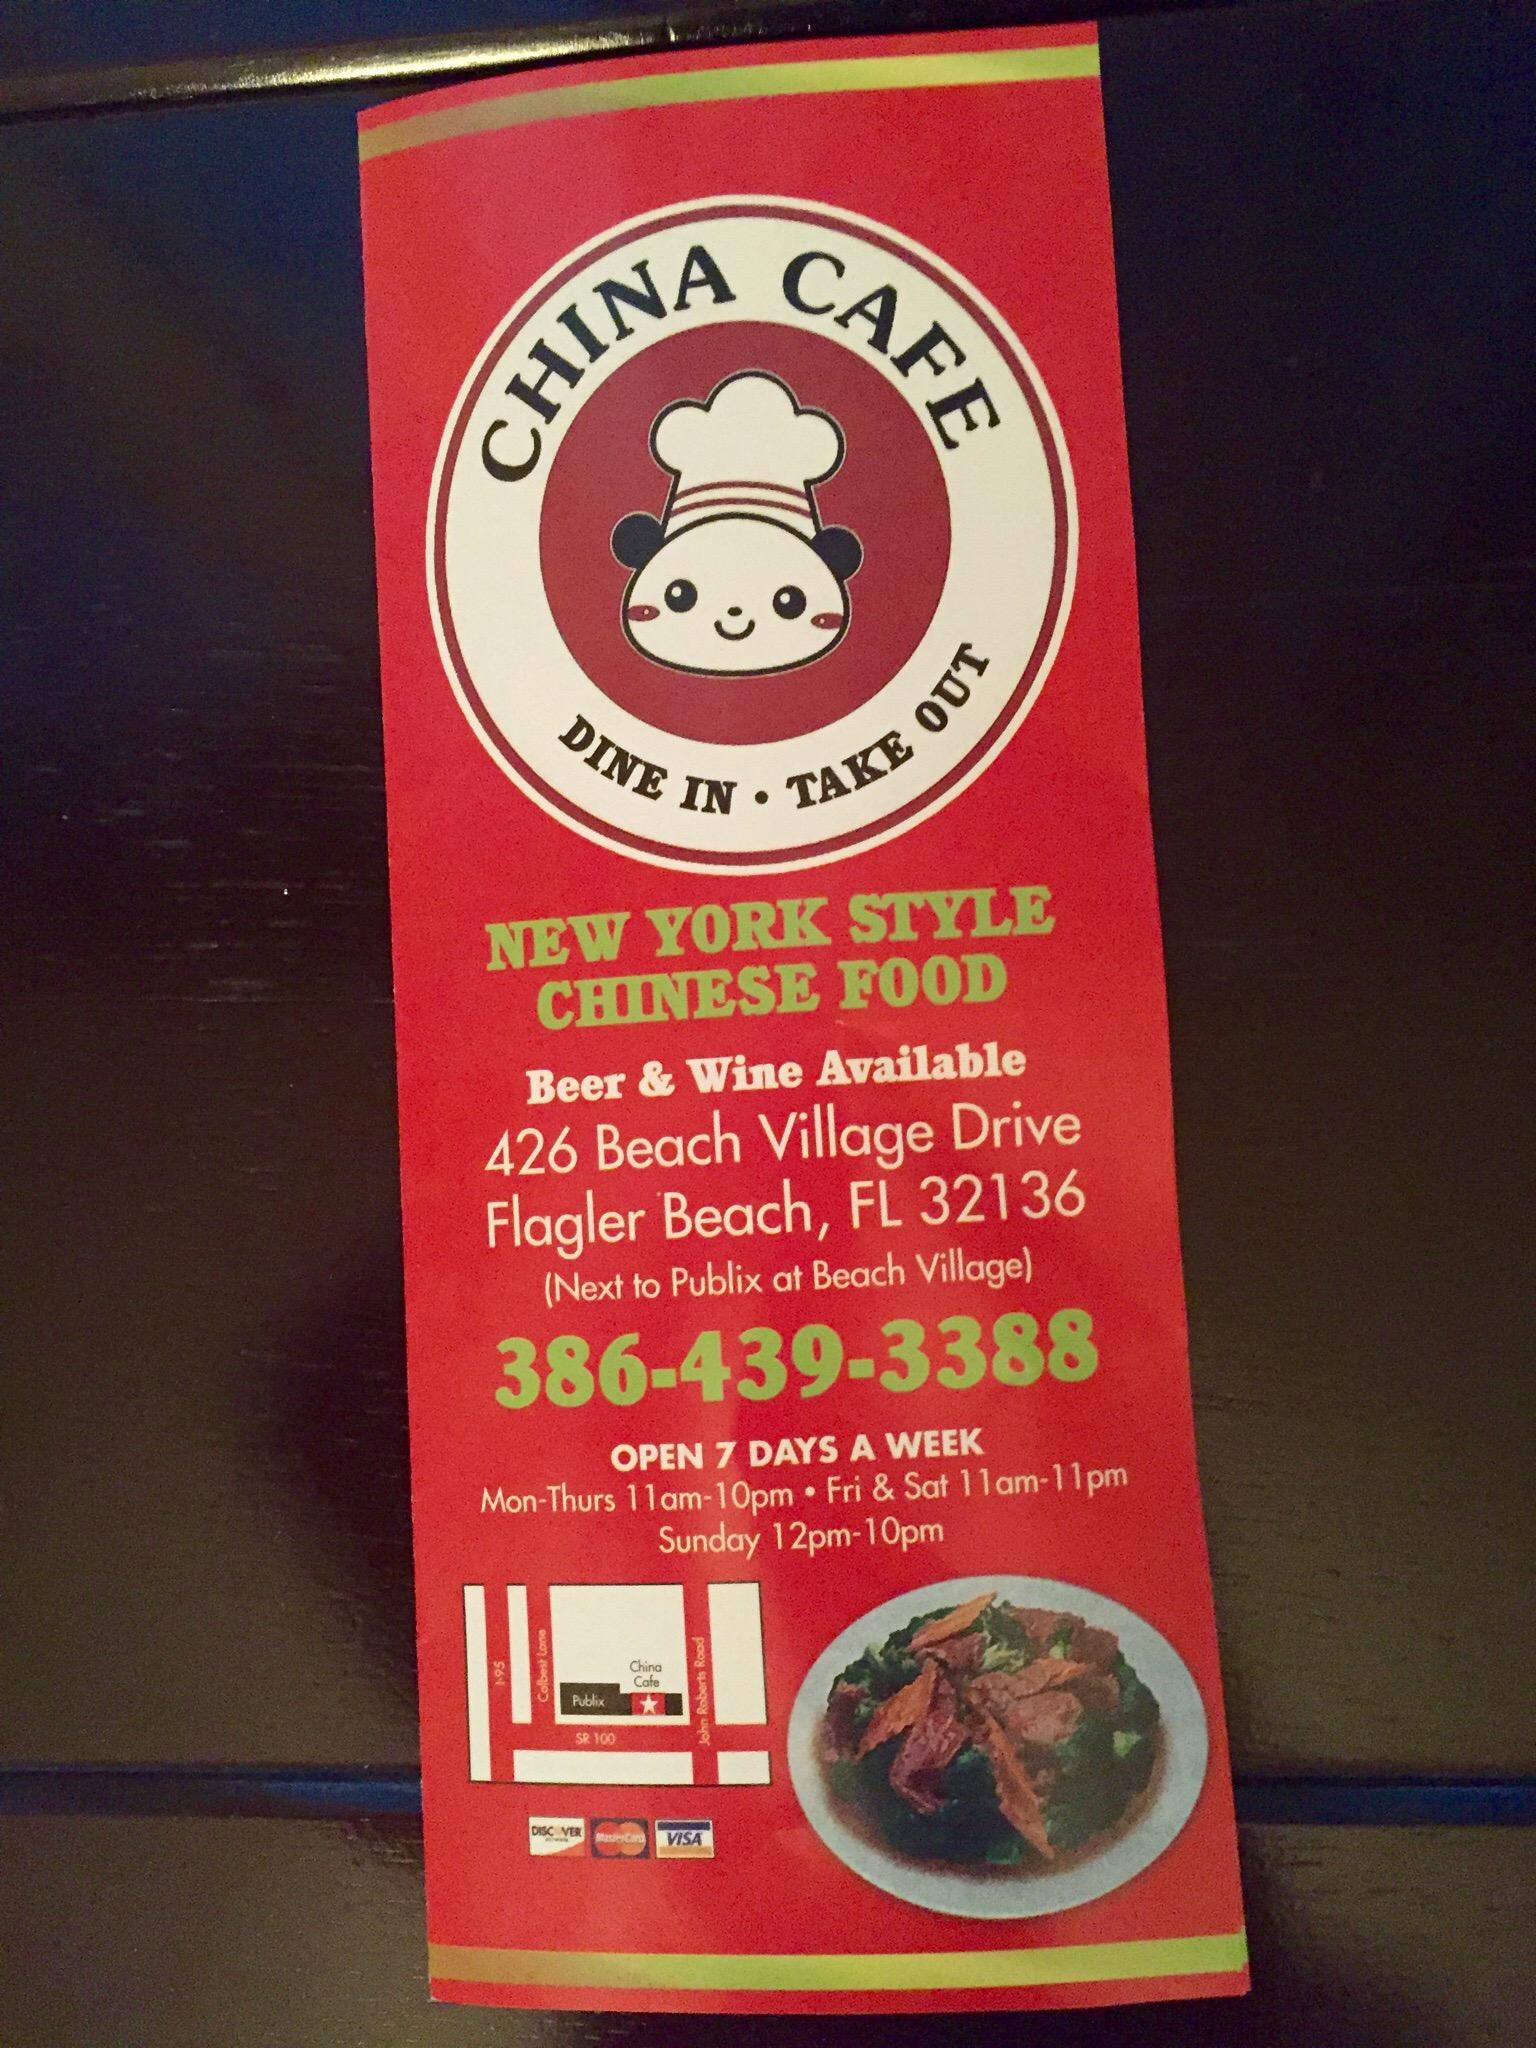 CHINA CAFE
DINE IN • TAKE OUT
NEW YORK STYLE
CHINESE FOOD
Beer & Wine Available
426 Beach Village Drive
Flagler Beach, FL 32136
(Next to Publix at Beach Village)
386-439-3388
OPEN 7 DAYS A WEEK
Mon-Thurs 11am-10pm • Fri & Sat 11am-11pm
Sunday 12pm-10pm
I-95
Colbert Lane
China
Cafe
Publix
John Roberts Road
SR 100
DISCOVER
MasterCard
VISA